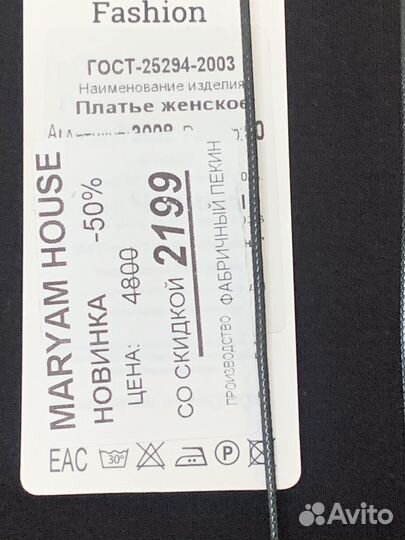 Fashion
ГОСТ-25294-2003
Наименование изделия
Платье женское
MARYAM HOUSE
НОВИНКА -50%
ЦЕНА: 4800
СО СКИДКОЙ 2199
ПРОИЗВОДСТВО ФАБРИЧНЫЙ ПЕКИН
EAC 30° P
Avito